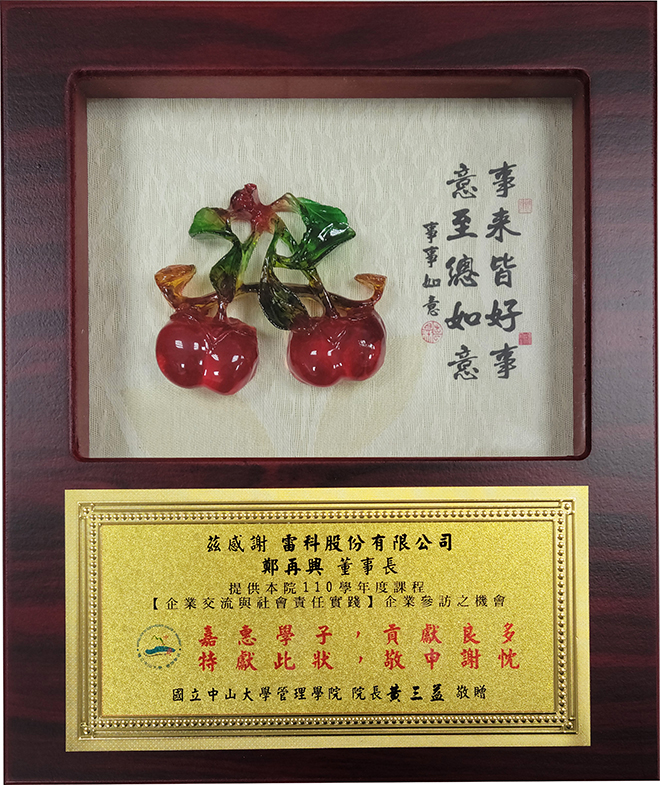 事來皆好事
意至總如意
事事如意
茲感謝 雷科股份有限公司
鄭再興 董事長
提供本院110學年度課程
【企業交流與社會責任實踐】企業參訪之機會
嘉惠學子，貢獻良多
特獻此狀，敬申謝忱
國立中山大學管理學院 院長黃三益 敬贈